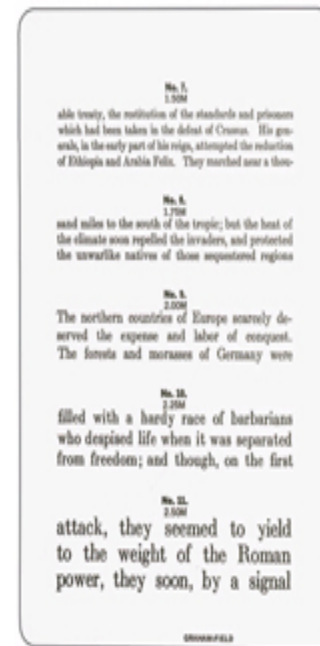 No. 7.
1.50M
able treaty, the restitution of the standards and prisoners
which had been taken in the defeat of Crassus. His gen-
erals, in the early part of his reign, attempted the reduction
of Ethiopia and Arabia Felix. They marched near a thou-
No. 8.
1.75M
sand miles to the south of the tropic; but the heat of
the climate soon repelled the invaders, and protected
the unwarlike natives of those sequestered regions
No. 9.
2.00M
The northern countries of Europe scarcely de-
served the expense and labor of conquest.
The forests and morasses of Germany were
No. 10.
2.25M
filled with a hardy race of barbarians
who despised life when it was separated
from freedom; and though, on the first
No. 11.
2.50M
attack, they seemed to yield
to the weight of the Roman
power, they soon, by a signal
GRAHAM-FIELD